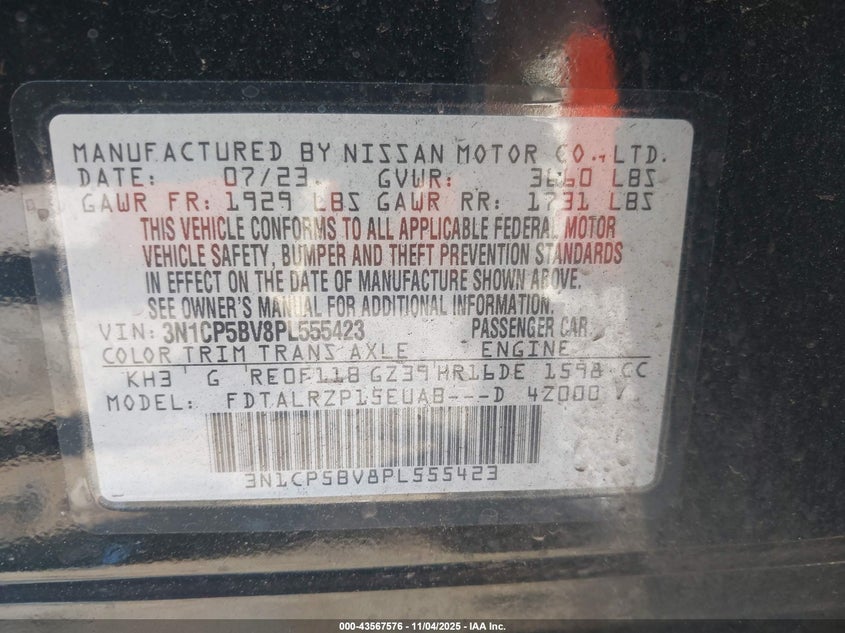 MANUFACTURED BY NISSAN MOTOR CO., LTD.
DATE: 07/23 GVWR: 3660 LBS
GAWR FR: 1929 LBS GAWR RR: 1731 LBS
THIS VEHICLE CONFORMS TO ALL APPLICABLE FEDERAL MOTOR
VEHICLE SAFETY, BUMPER AND THEFT PREVENTION STANDARDS
IN EFFECT ON THE DATE OF MANUFACTURE SHOWN ABOVE.
SEE OWNER'S MANUAL FOR ADDITIONAL INFORMATION.
VIN: 3N1CP5BV8PL555423 PASSENGER CAR
COLOR TRIM TRANS AXLE ENGINE
KH3 G RE0F11B GZ39 HR16DE 1598 CC
MODEL: FDTALRZP15EUAB---D 42000 V
3N1CP5BV8PL555423
000-43567576 | 11/04/2025 | IAA Inc.